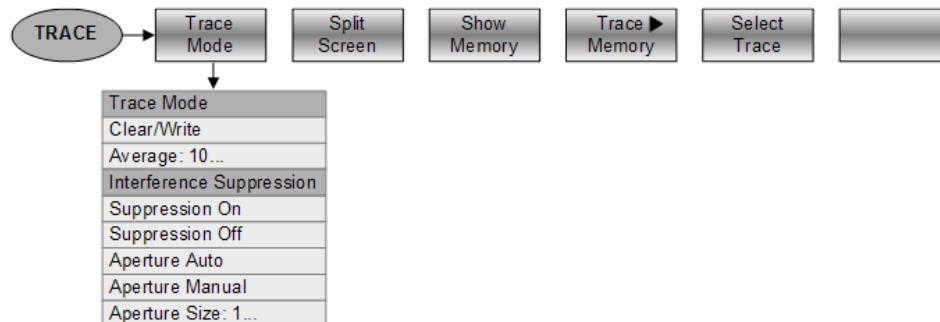 TRACE
Trace
Mode
Split
Screen
Show
Memory
Trace ▶
Memory
Select
Trace
Trace Mode
Clear/Write
Average: 10...
Interference Suppression
Suppression On
Suppression Off
Aperture Auto
Aperture Manual
Aperture Size: 1...